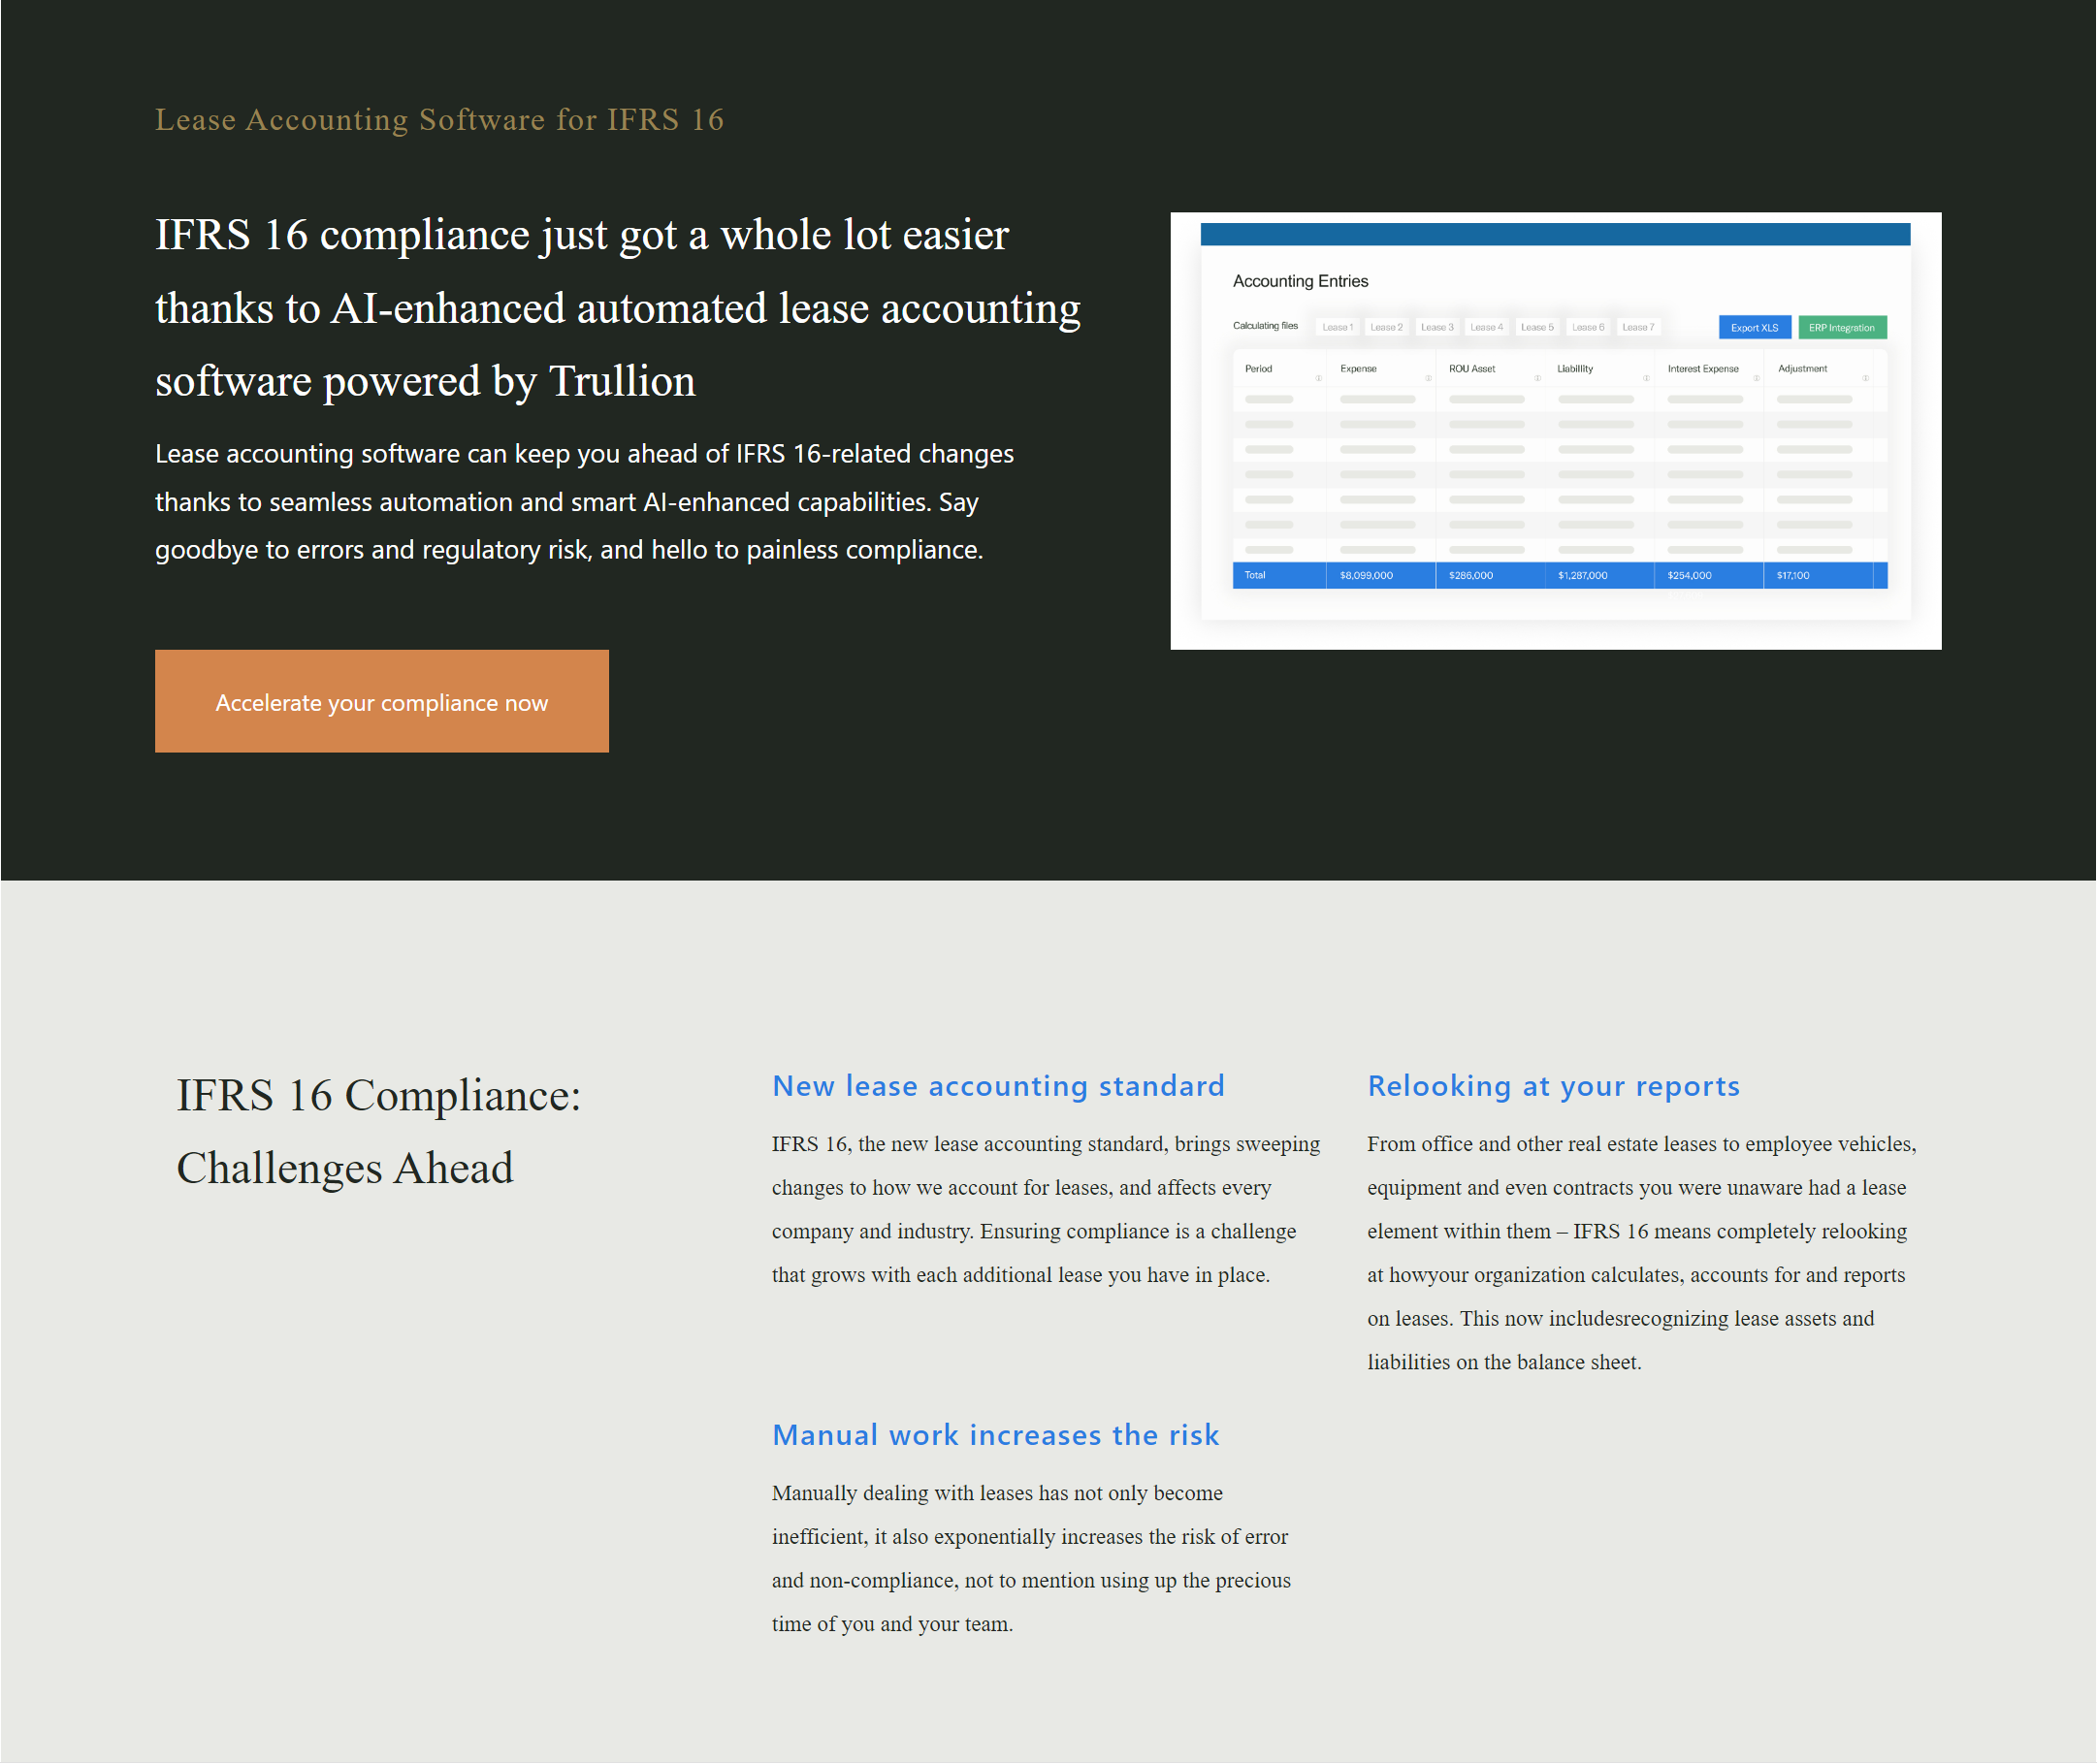 Lease Accounting Software for IFRS 16
IFRS 16 compliance just got a whole lot easier
thanks to AI-enhanced automated lease accounting
software powered by Trullion
Lease accounting software can keep you ahead of IFRS 16-related changes
thanks to seamless automation and smart AI-enhanced capabilities. Say
goodbye to errors and regulatory risk, and hello to painless compliance.
Accelerate your compliance now
Accounting Entries
Calculating files Lease 1 Lease 2 Lease 3 Lease 4 Lease 5 Lease 6 Lease 7 Export XLS ERP Integration
Period Expense ROU Asset Liabillity Interest Expense Adjustment
Total $8,099,000 $286,000 $1,287,000 $254,000 $17,100
IFRS 16 Compliance:
Challenges Ahead
New lease accounting standard
IFRS 16, the new lease accounting standard, brings sweeping
changes to how we account for leases, and affects every
company and industry. Ensuring compliance is a challenge
that grows with each additional lease you have in place.
Relooking at your reports
From office and other real estate leases to employee vehicles,
equipment and even contracts you were unaware had a lease
element within them – IFRS 16 means completely relooking
at howyour organization calculates, accounts for and reports
on leases. This now includesrecognizing lease assets and
liabilities on the balance sheet.
Manual work increases the risk
Manually dealing with leases has not only become
inefficient, it also exponentially increases the risk of error
and non-compliance, not to mention using up the precious
time of you and your team.